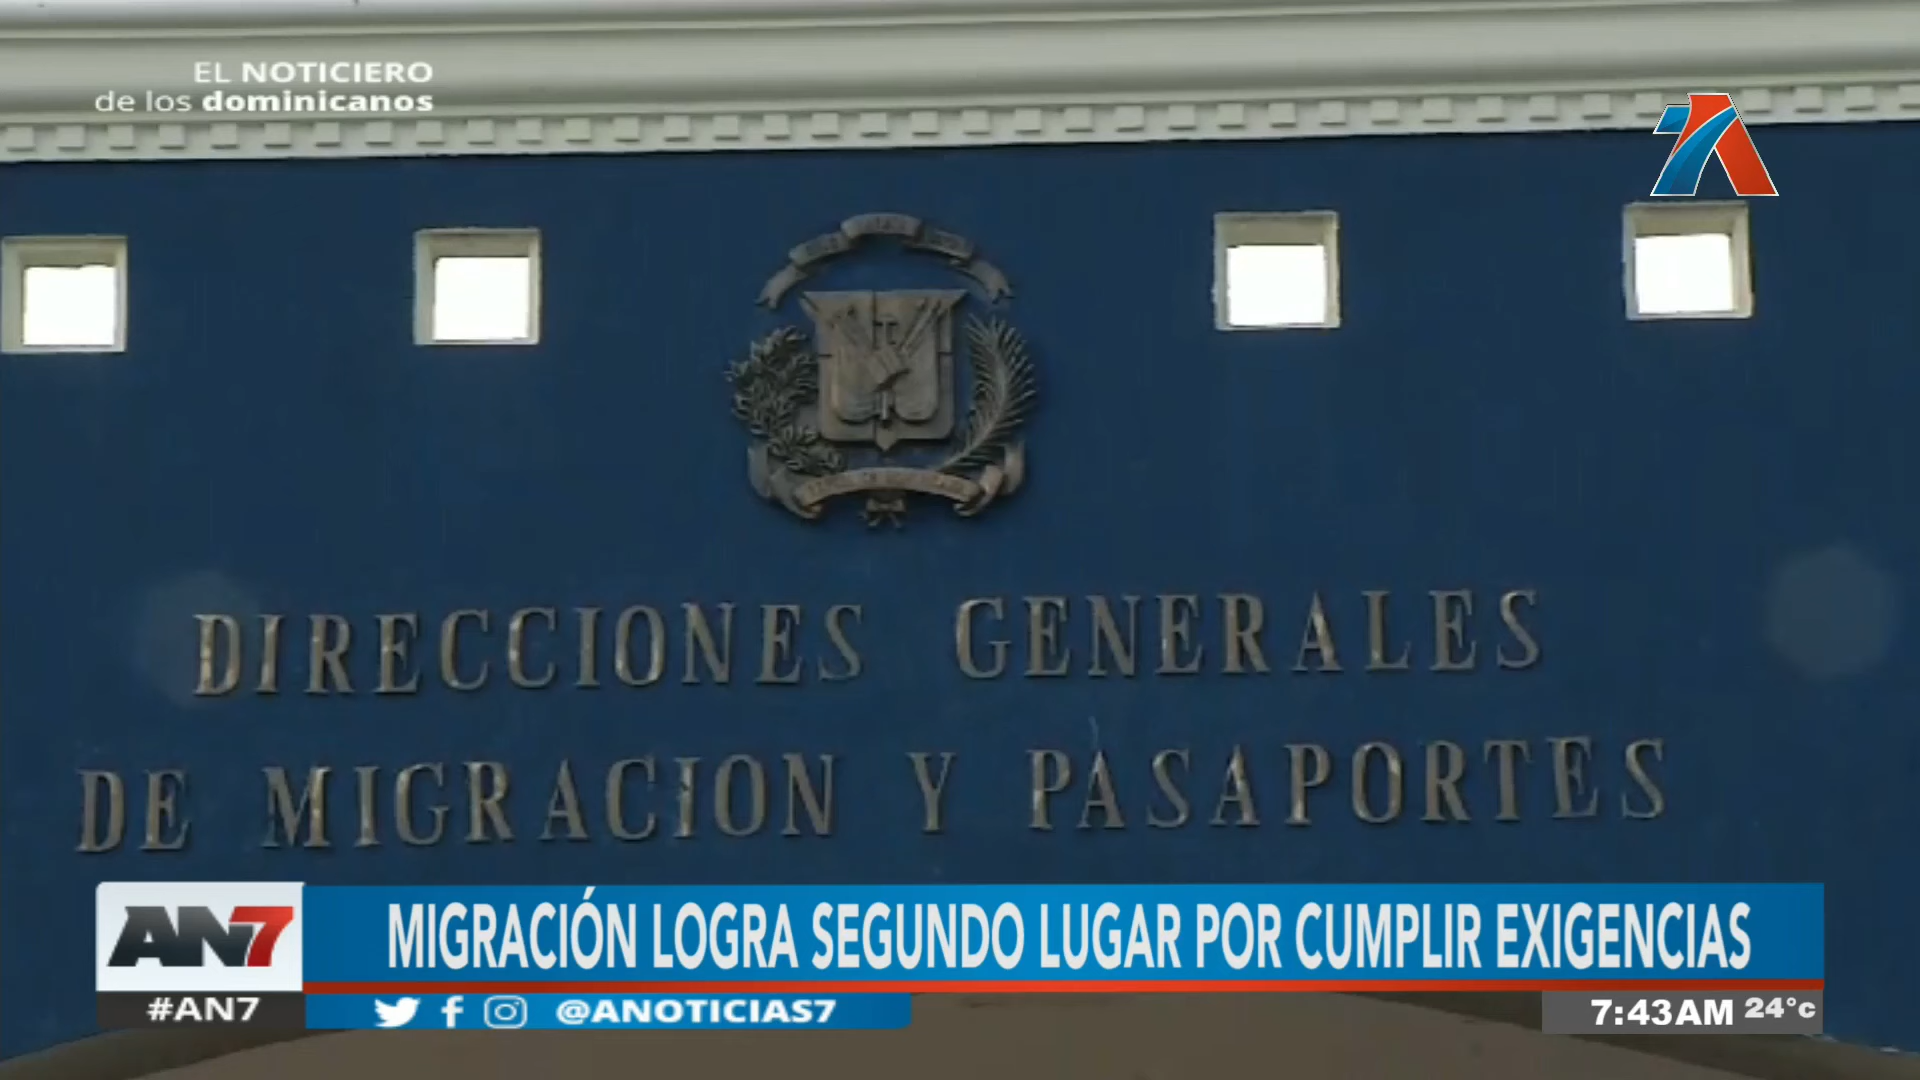 EL NOTICIERO
de los dominicanos
DIRECCIONES GENERALES
DE MIGRACION Y PASAPORTES
AN7
MIGRACIÓN LOGRA SEGUNDO LUGAR POR CUMPLIR EXIGENCIAS
#AN7
@ANOTICIAS7
7:43AM 24°c